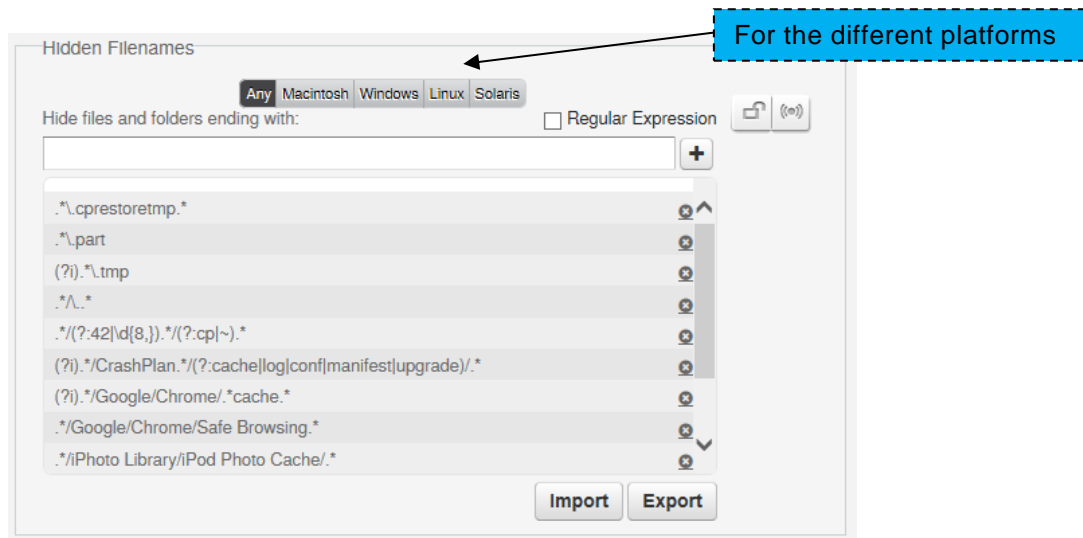 For the different platforms
Hidden Filenames
Any Macintosh Windows Linux Solaris
Hide files and folders ending with: Regular Expression
.*\.cprestoretmp.*
.*\.part
(?i).*\.tmp
.*/\..*
.*/(?:42|\d{8,}).*/(?:cp|~).*
(?i).*/CrashPlan.*/(?:cache|log|conf|manifest|upgrade)/.*
(?i).*/Google/Chrome/.*cache.*
.*/Google/Chrome/Safe Browsing.*
.*/iPhoto Library/iPod Photo Cache/.*
Import Export